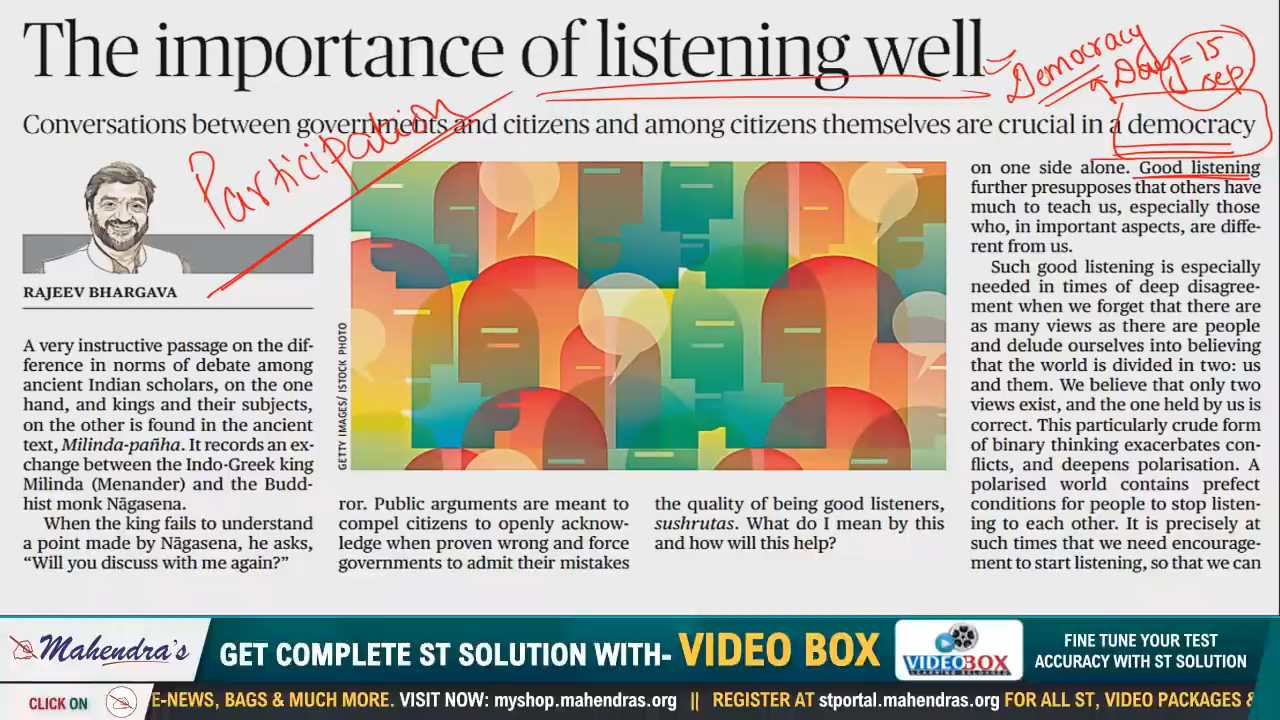 The importance of listening well
Democracy
Day = 15
sep
Conversations between governments and citizens and among citizens themselves are crucial in a democracy
Participation
RAJEEV BHARGAVA
A very instructive passage on the dif-
ference in norms of debate among
ancient Indian scholars, on the one
hand, and kings and their subjects,
on the other is found in the ancient
text, Milinda-pañha. It records an ex-
change between the Indo-Greek king
Milinda (Menander) and the Budd-
hist monk Nāgasena.
When the king fails to understand
a point made by Nāgasena, he asks,
“Will you discuss with me again?”
GETTY IMAGES/ ISTOCK PHOTO
ror. Public arguments are meant to
compel citizens to openly acknow-
ledge when proven wrong and force
governments to admit their mistakes
the quality of being good listeners,
sushrutas. What do I mean by this
and how will this help?
on one side alone. Good listening
further presupposes that others have
much to teach us, especially those
who, in important aspects, are diffe-
rent from us.
Such good listening is especially
needed in times of deep disagree-
ment when we forget that there are
as many views as there are people
and delude ourselves into believing
that the world is divided in two: us
and them. We believe that only two
views exist, and the one held by us is
correct. This particularly crude form
of binary thinking exacerbates con-
flicts, and deepens polarisation. A
polarised world contains prefect
conditions for people to stop listen-
ing to each other. It is precisely at
such times that we need encourage-
ment to start listening, so that we can
Mahendra's
GET COMPLETE ST SOLUTION WITH- VIDEO BOX
VIDEOBOX
LEARNING RELOADED
FINE TUNE YOUR TEST
ACCURACY WITH ST SOLUTION
CLICK ON
E-NEWS, BAGS & MUCH MORE. VISIT NOW: myshop.mahendras.org || REGISTER AT stportal.mahendras.org FOR ALL ST, VIDEO PACKAGES &